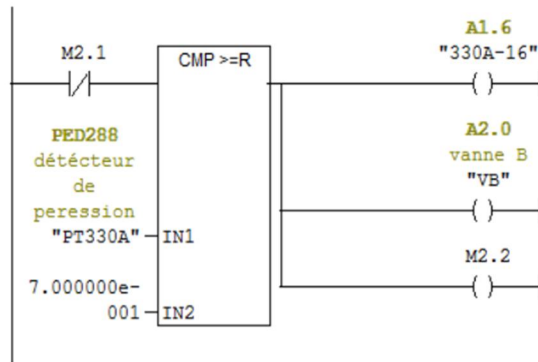 M2.1
CMP >=R
PED288
détécteur
de
peression
"PT330A"
IN1
7.000000e-
001
IN2
A1.6
"330A-16"
A2.0
vanne B
"VB"
M2.2